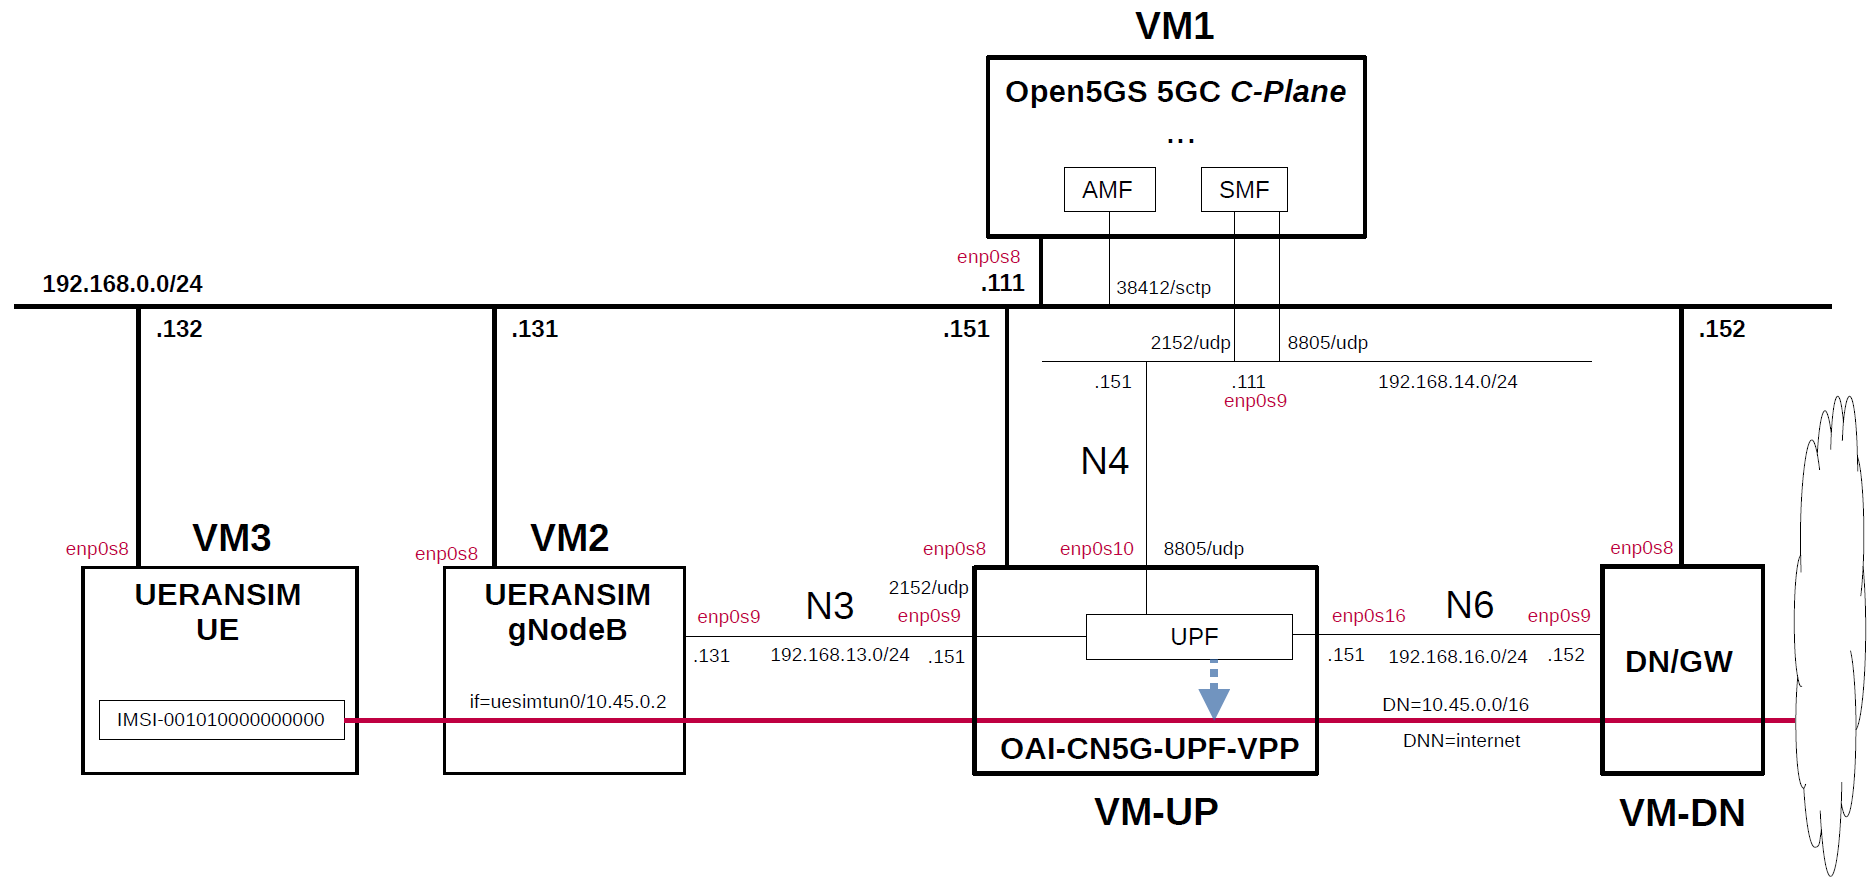 VM1
Open5GS 5GC C-Plane
...
AMF
SMF
enp0s8
192.168.0.0/24
.111
38412/sctp
.132
.131
.151
.152
2152/udp
8805/udp
.151
.111
192.168.14.0/24
enp0s9
N4
VM3
VM2
enp0s8
enp0s8
enp0s8
enp0s10
8805/udp
enp0s8
UERANSIM
UE
UERANSIM
gNodeB
2152/udp
enp0s9
N3
enp0s9
enp0s16
N6
enp0s9
UPF
.131
192.168.13.0/24
.151
.151
192.168.16.0/24
.152
DN/GW
if=uesimtun0/10.45.0.2
DN=10.45.0.0/16
IMSI-001010000000000
OAI-CN5G-UPF-VPP
DNN=internet
VM-UP
VM-DN